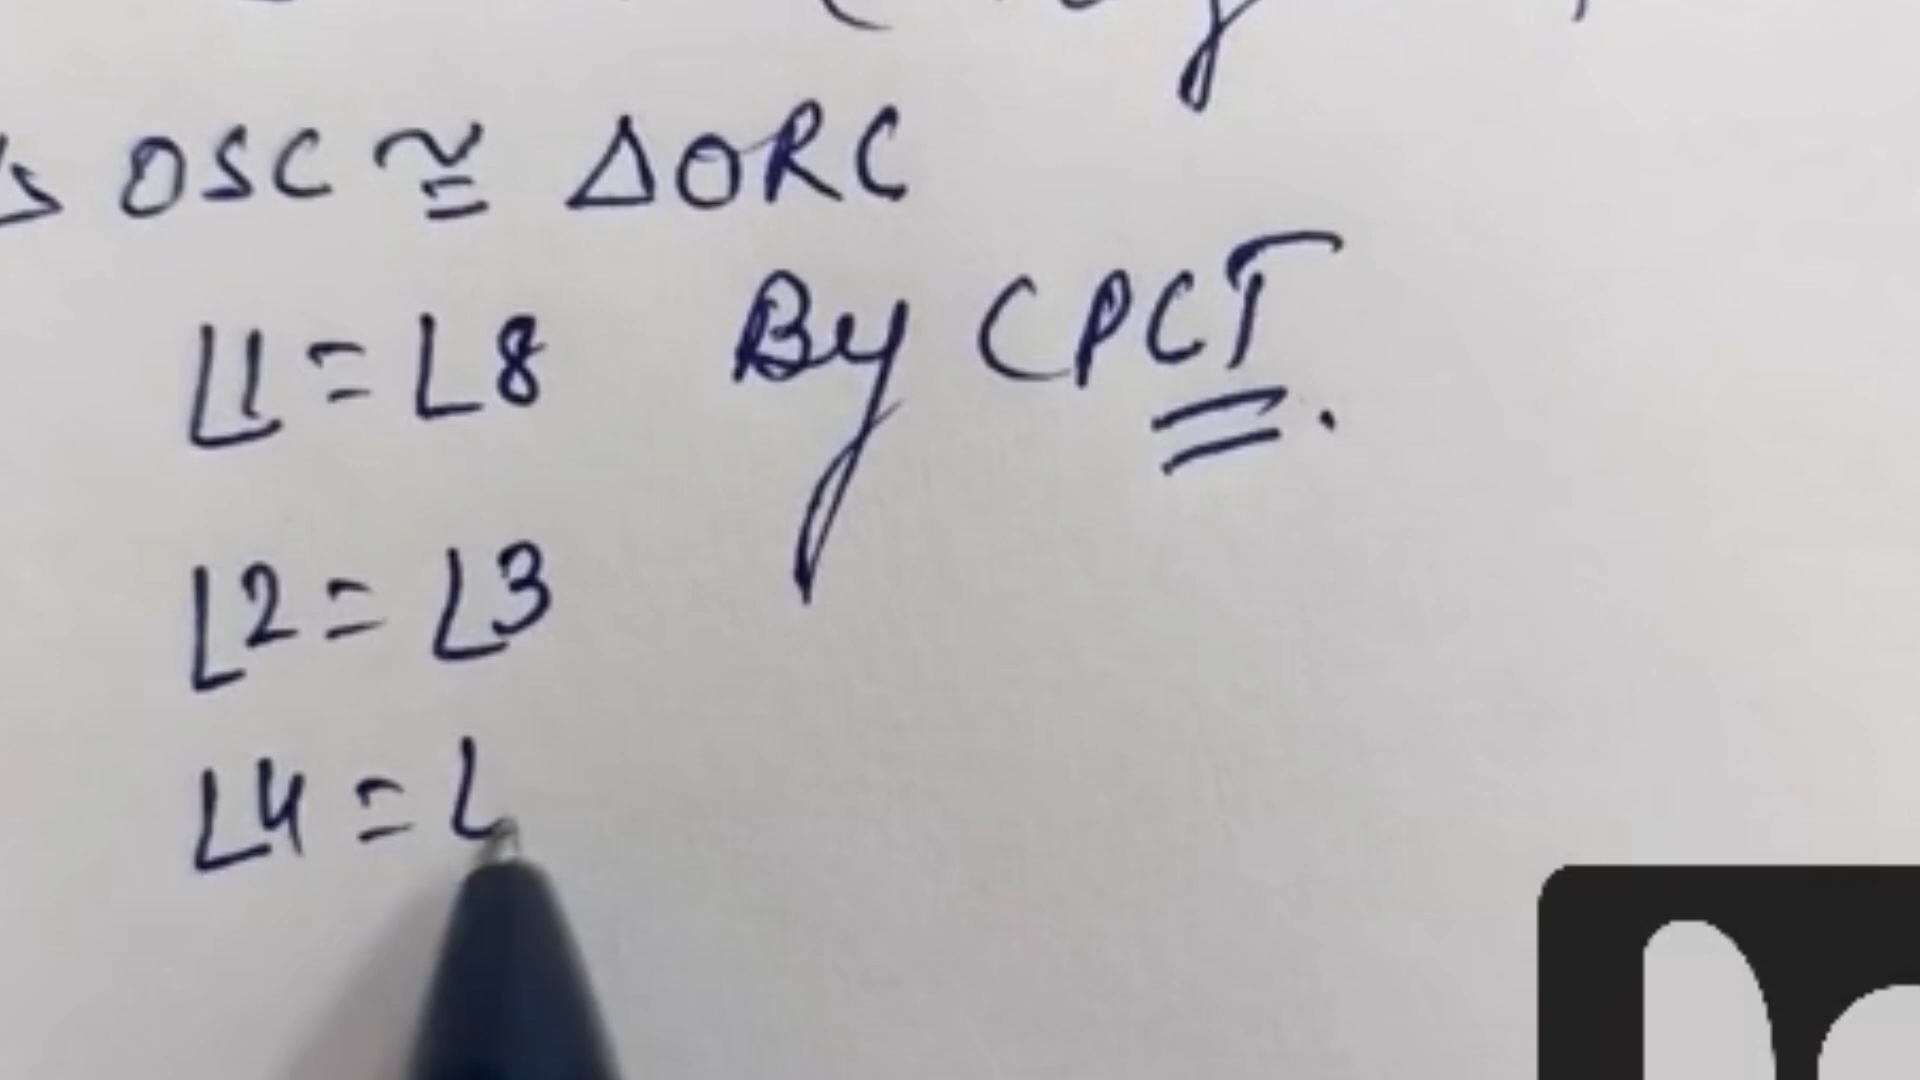 Δ OSC ≅ ΔORC
∠1 = ∠8 By CPCT.
∠2 = ∠3
∠4 = ∠